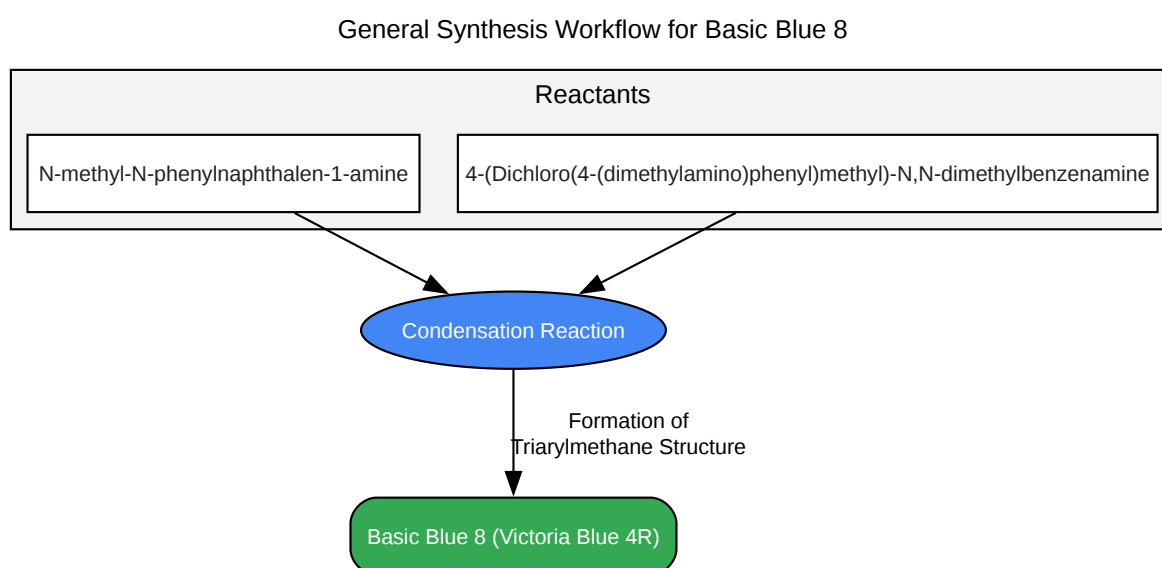 General Synthesis Workflow for Basic Blue 8
Reactants
N-methyl-N-phenylnaphthalen-1-amine
4-(Dichloro(4-(dimethylamino)phenyl)methyl)-N,N-dimethylbenzenamine
Condensation Reaction
Formation of
Triarylmethane Structure
Basic Blue 8 (Victoria Blue 4R)